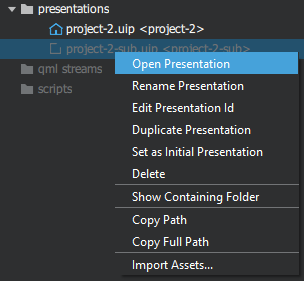 presentations
project-2.uip <project-2>
project-2-sub.uip <project-2-sub>
Open Presentation
qml streams
Rename Presentation
scripts
Edit Presentation Id
Duplicate Presentation
Set as Initial Presentation
Delete
Show Containing Folder
Copy Path
Copy Full Path
Import Assets...